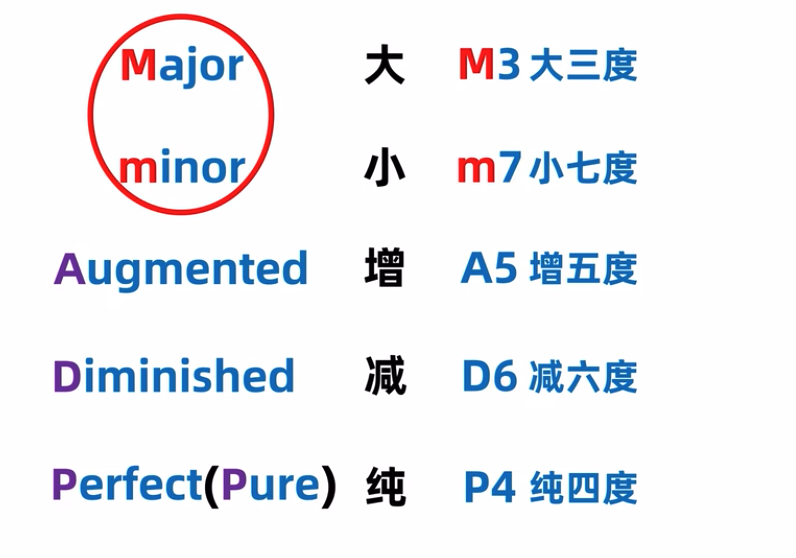 Major 大 M3 大三度
minor 小 m7 小七度
Augmented 增 A5 增五度
Diminished 减 D6 减六度
Perfect(Pure) 纯 P4 纯四度